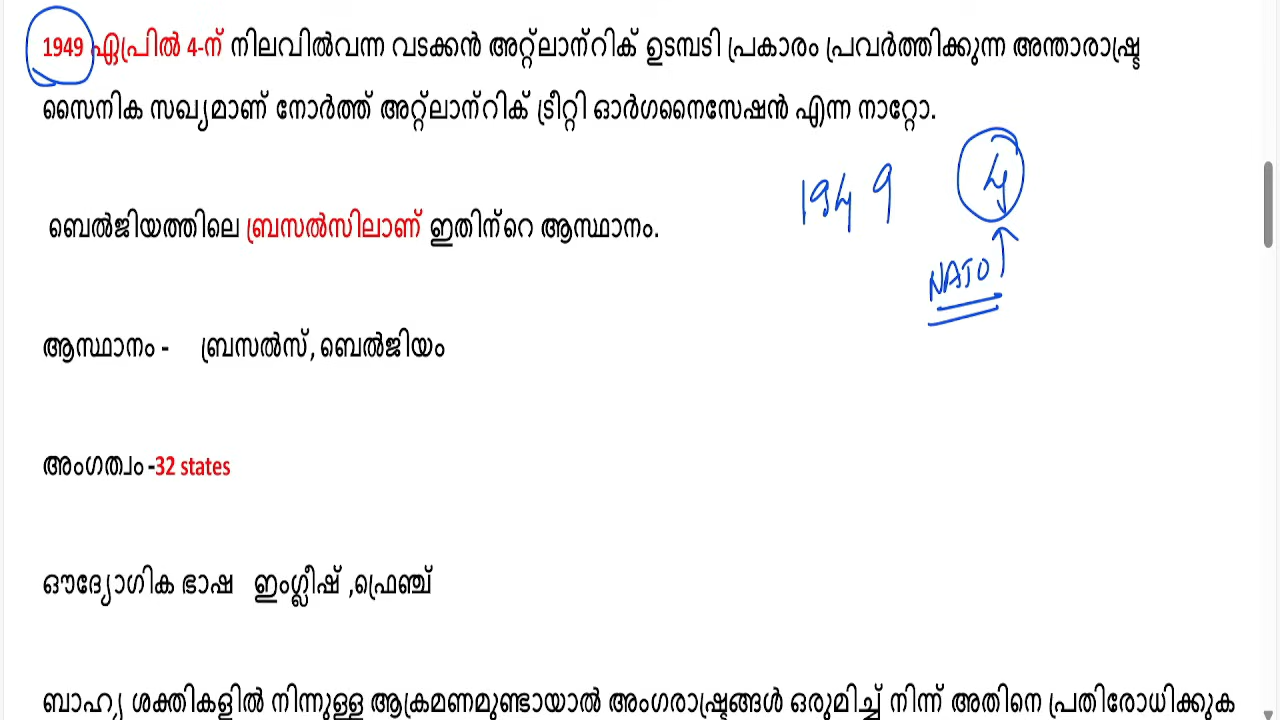 1949 ഏപ്രിൽ 4-ന് നിലവിൽവന്ന വടക്കൻ അറ്റ്ലാന്റിക് ഉടമ്പടി പ്രകാരം പ്രവർത്തിക്കുന്ന അന്താരാഷ്ട്ര
സൈനിക സഖ്യമാണ് നോർത്ത് അറ്റ്ലാന്റിക് ട്രീറ്റി ഓർഗനൈസേഷൻ എന്ന നാറ്റോ.
1949 4
ബെൽജിയത്തിലെ ബ്രസൽസിലാണ് ഇതിന്റെ ആസ്ഥാനം.
NATO
ആസ്ഥാനം - ബ്രസൽസ്, ബെൽജിയം
അംഗത്വം -32 states
ഔദ്യോഗിക ഭാഷ ഇംഗ്ലീഷ് ,ഫ്രെഞ്ച്
ബാഹ്യ ശക്തികളിൽ നിന്നുള്ള ആക്രമണമുണ്ടായാൽ അംഗരാഷ്ട്രങ്ങൾ ഒരുമിച്ച് നിന്ന് അതിനെ പ്രതിരോധിക്കുക